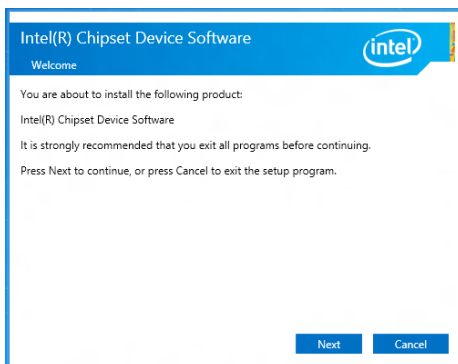 Intel(R) Chipset Device Software
intel
Welcome
You are about to install the following product:
Intel(R) Chipset Device Software
It is strongly recommended that you exit all programs before continuing.
Press Next to continue, or press Cancel to exit the setup program.
Next Cancel